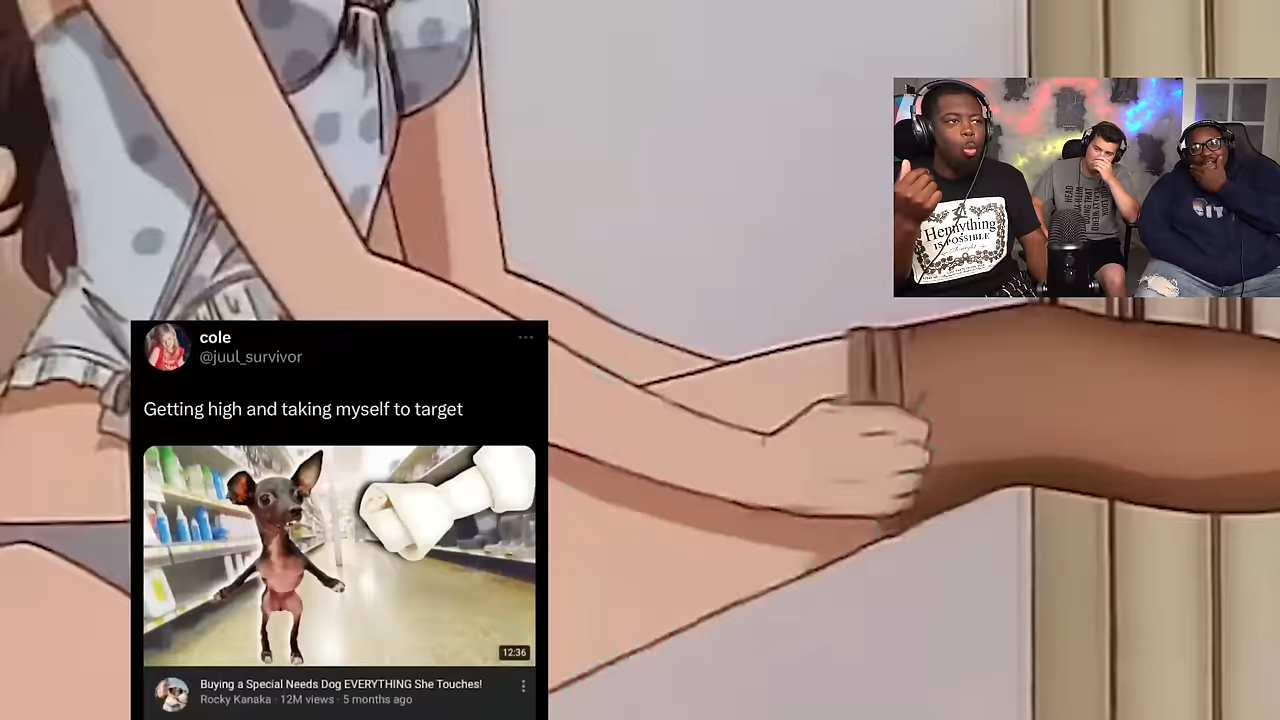 cole
@juul_survivor
Getting high and taking myself to target
12:36
Buying a Special Needs Dog EVERYTHING She Touches!
Rocky Kanaka · 12M views · 5 months ago
Hennything
IS POSSIBLE
Tonight